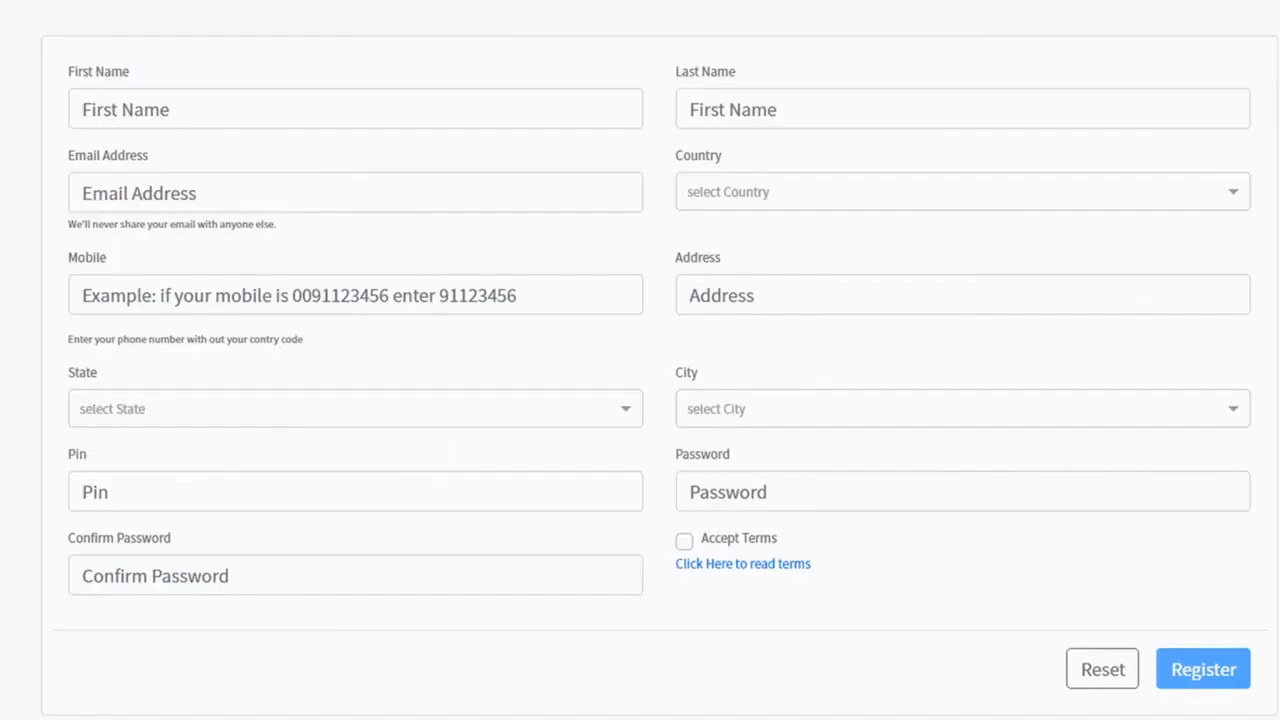 First Name
Last Name
First Name
First Name
Email Address
Country
Email Address
select Country
We'll never share your email with anyone else.
Mobile
Address
Example: if your mobile is 0091123456 enter 91123456
Address
Enter your phone number with out your contry code
State
City
select State
select City
Pin
Password
Pin
Password
Confirm Password
Accept Terms
Click Here to read terms
Confirm Password
Reset
Register